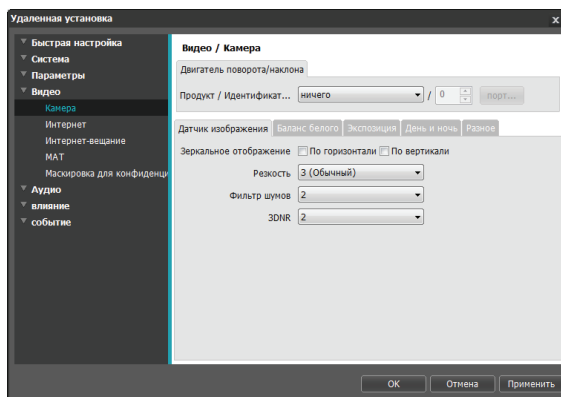 Удаленная установка x
Быстрая настройка
Система
Параметры
Видео
Камера
Интернет
Интернет-вещание
MAT
Маскировка для конфиденци
Аудио
влияние
событие
Видео / Камера
Двигатель поворота/наклона
Продукт / Идентификат... ничего / 0 порт...
Датчик изображения Баланс белого Экспозиция День и ночь Разное
Зеркальное отображение По горизонтали По вертикали
Резкость 3 (Обычный)
Фильтр шумов 2
3DNR 2
OK Отмена Применить